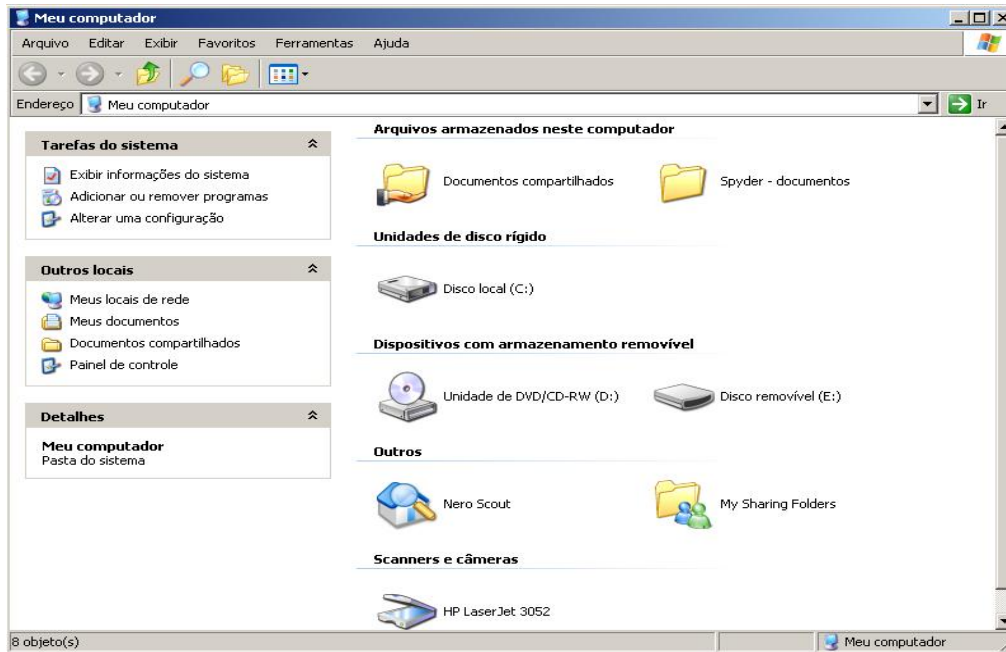 Meu computador
Arquivo Editar Exibir Favoritos Ferramentas Ajuda
Endereço Meu computador Ir
Tarefas do sistema
Exibir informações do sistema
Adicionar ou remover programas
Alterar uma configuração
Outros locais
Meus locais de rede
Meus documentos
Documentos compartilhados
Painel de controle
Detalhes
Meu computador
Pasta do sistema
Arquivos armazenados neste computador
Documentos compartilhados Spyder - documentos
Unidades de disco rígido
Disco local (C:)
Dispositivos com armazenamento removível
Unidade de DVD/CD-RW (D:) Disco removível (E:)
Outros
Nero Scout My Sharing Folders
Scanners e câmeras
HP LaserJet 3052
8 objeto(s) Meu computador